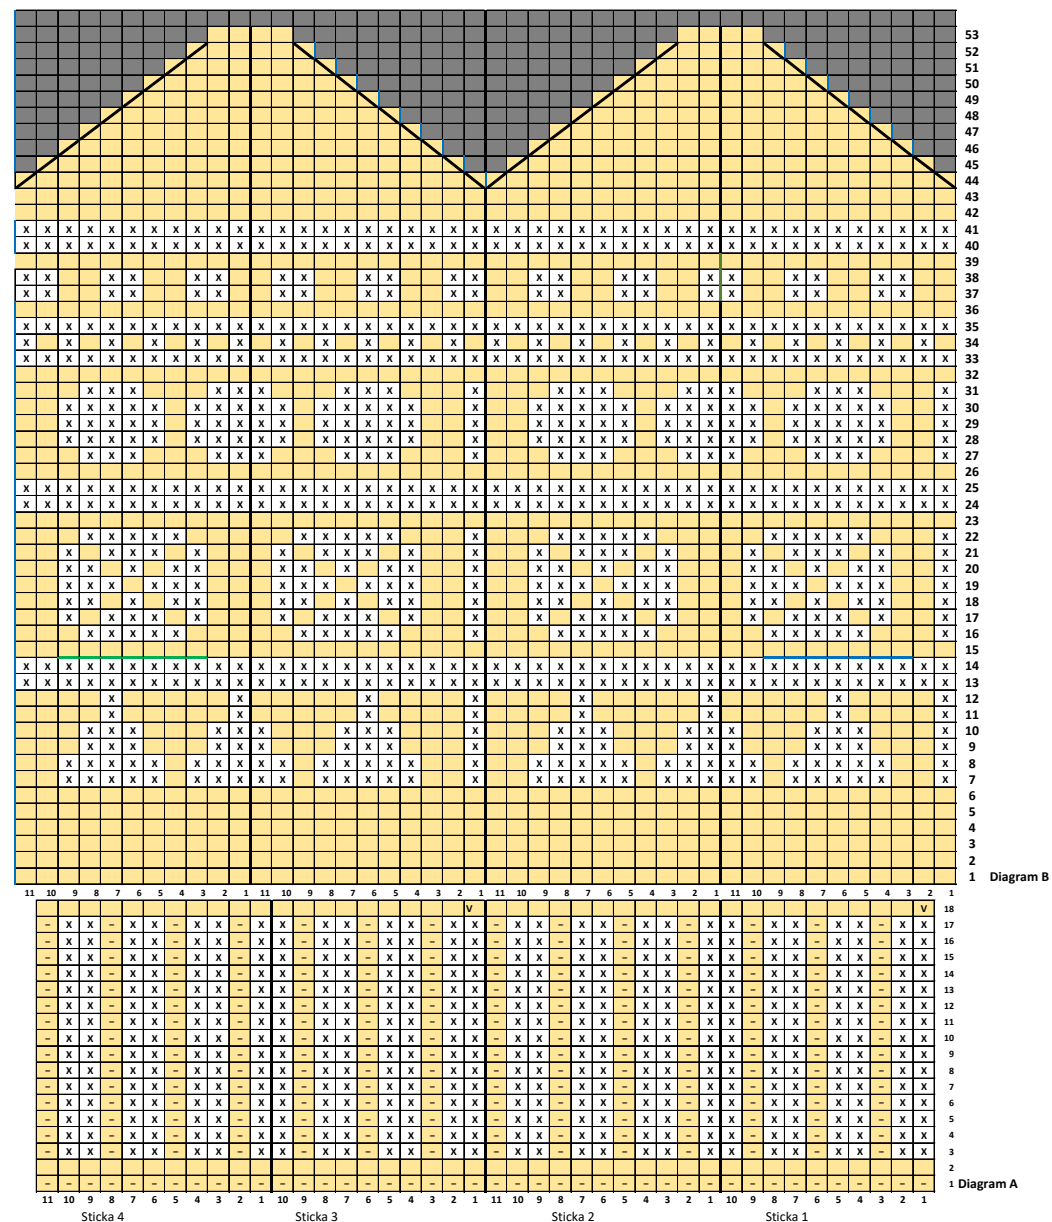 53
52
51
50
49
48
47
46
45
44
43
42
x x x x x x x x x x x x x x x x x x x x x x x x x x x x x x x x x x x x x x x x x x x x 41
x x x x x x x x x x x x x x x x x x x x x x x x x x x x x x x x x x x x x x x x x x x x 40
39
x x x x x x x x x x x x x x x x x x x x x x 38
x x x x x x x x x x x x x x x x x x x x x x 37
36
x x x x x x x x x x x x x x x x x x x x x x x x x x x x x x x x x x x x x x x x x x x x 35
x x x x x x x x x x x x x x x x x x x x x x 34
x x x x x x x x x x x x x x x x x x x x x x x x x x x x x x x x x x x x x x x x x x x x 33
32
x x x x x x x x x x x x x x x x x x x x 31
x x x x x x x x x x x x x x x x x x x x x x x x x x x x x x x x 30
x x x x x x x x x x x x x x x x x x x x x x x x x x x x x x x x 29
x x x x x x x x x x x x x x x x x x x x x x x x x x x x x x x x 28
x x x x x x x x x x x x x x x x x x x x 27
26
x x x x x x x x x x x x x x x x x x x x x x x x x x x x x x x x x x x x x x x x x x x x 25
x x x x x x x x x x x x x x x x x x x x x x x x x x x x x x x x x x x x x x x x x x x x 24
23
x x x x x x x x x x x x x x x x x x x x x x 22
x x x x x x x x x x x x x x x x x x x x x x 21
x x x x x x x x x x x x x x x x x x x x x x 20
x x x x x x x x x x x x x x x x x x x x x x x x x x 19
x x x x x x x x x x x x x x x x x x x x x x 18
x x x x x x x x x x x x x x x x x x x x x x 17
x x x x x x x x x x x x x x x x x x x x x x 16
15
x x x x x x x x x x x x x x x x x x x x x x x x x x x x x x x x x x x x x x x x x x x x 14
x x x x x x x x x x x x x x x x x x x x x x x x x x x x x x x x x x x x x x x x x x x x 13
x x x x x x x x 12
x x x x x x x x 11
x x x x x x x x x x x x x x x x x x x x 10
x x x x x x x x x x x x x x x x x x x x 9
x x x x x x x x x x x x x x x x x x x x x x x x x x x x x x x x 8
x x x x x x x x x x x x x x x x x x x x x x x x x x x x x x x x 7
6
5
4
3
2
1 Diagram B
11 10 9 8 7 6 5 4 3 2 1 11 10 9 8 7 6 5 4 3 2 1 11 10 9 8 7 6 5 4 3 2 1 11 10 9 8 7 6 5 4 3 2 1
V V 18
– X X – X X – X X – X X – X X – X X – X X – X X – X X – X X – X X – X X – X X – X X 17
– X X – X X – X X – X X – X X – X X – X X – X X – X X – X X – X X – X X – X X – X X 16
– X X – X X – X X – X X – X X – X X – X X – X X – X X – X X – X X – X X – X X – X X 15
– X X – X X – X X – X X – X X – X X – X X – X X – X X – X X – X X – X X – X X – X X 14
– X X – X X – X X – X X – X X – X X – X X – X X – X X – X X – X X – X X – X X – X X 13
– X X – X X – X X – X X – X X – X X – X X – X X – X X – X X – X X – X X – X X – X X 12
– X X – X X – X X – X X – X X – X X – X X – X X – X X – X X – X X – X X – X X – X X 11
– X X – X X – X X – X X – X X – X X – X X – X X – X X – X X – X X – X X – X X – X X 10
– X X – X X – X X – X X – X X – X X – X X – X X – X X – X X – X X – X X – X X – X X 9
– X X – X X – X X – X X – X X – X X – X X – X X – X X – X X – X X – X X – X X – X X 8
– X X – X X – X X – X X – X X – X X – X X – X X – X X – X X – X X – X X – X X – X X 7
– X X – X X – X X – X X – X X – X X – X X – X X – X X – X X – X X – X X – X X – X X 6
– X X – X X – X X – X X – X X – X X – X X – X X – X X – X X – X X – X X – X X – X X 5
– X X – X X – X X – X X – X X – X X – X X – X X – X X – X X – X X – X X – X X – X X 4
– X X – X X – X X – X X – X X – X X – X X – X X – X X – X X – X X – X X – X X – X X 3
2
– – – – – – – – – – – – – – – – – – – – – – – – – – – – – – – – – – – – – – – – – – 1 Diagram A
11 10 9 8 7 6 5 4 3 2 1 10 9 8 7 6 5 4 3 2 1 11 10 9 8 7 6 5 4 3 2 1 10 9 8 7 6 5 4 3 2 1
Sticka 4 Sticka 3 Sticka 2 Sticka 1